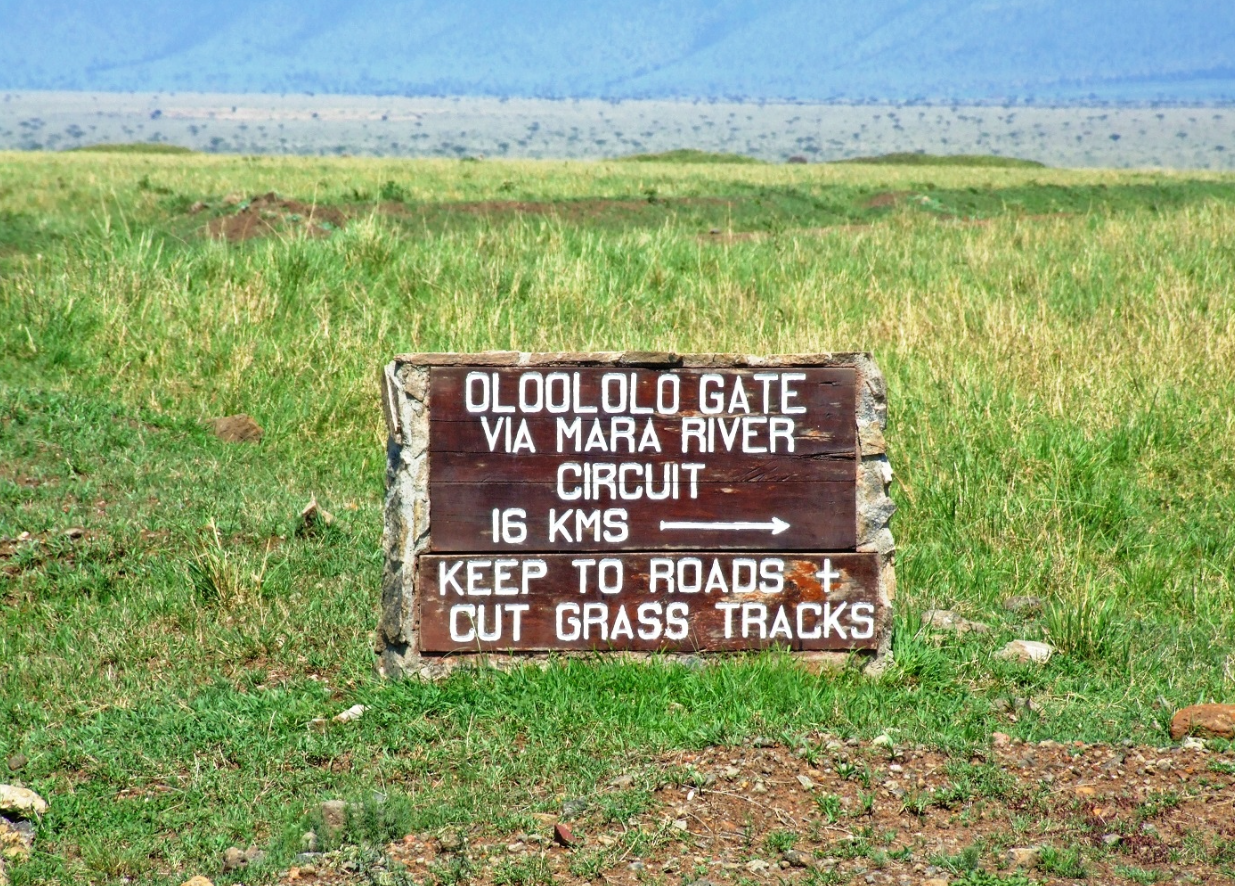 OLOOLOLO GATE
VIA MARA RIVER
CIRCUIT
16 KMS →
KEEP TO ROADS +
CUT GRASS TRACKS